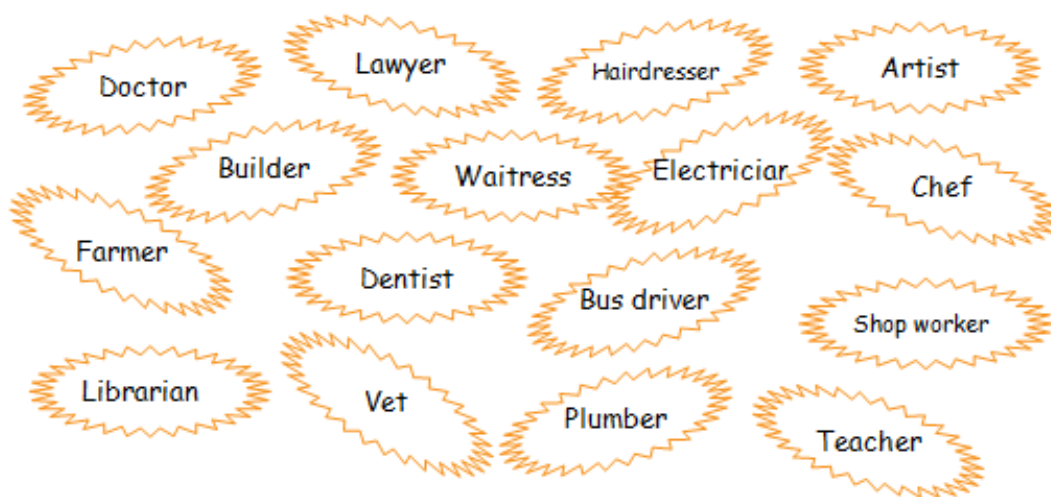 Doctor
Lawyer
Hairdresser
Artist
Builder
Waitress
Electriciar
Chef
Farmer
Dentist
Bus driver
Shop worker
Librarian
Vet
Plumber
Teacher